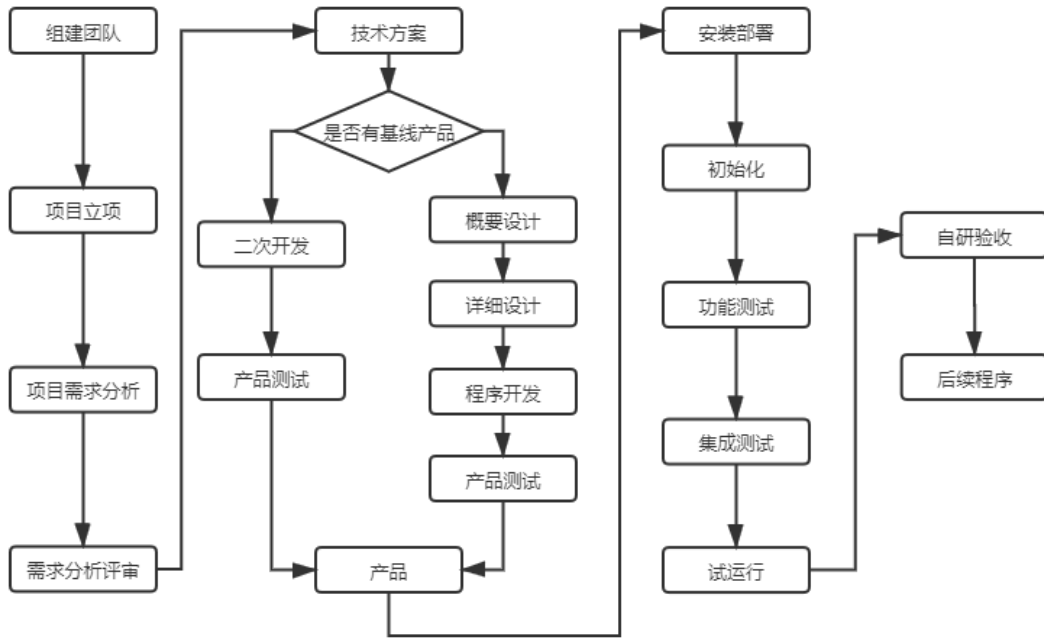 组建团队
项目立项
项目需求分析
需求分析评审
技术方案
是否有基线产品
二次开发
产品测试
概要设计
详细设计
程序开发
产品测试
产品
安装部署
初始化
功能测试
集成测试
试运行
自研验收
后续程序